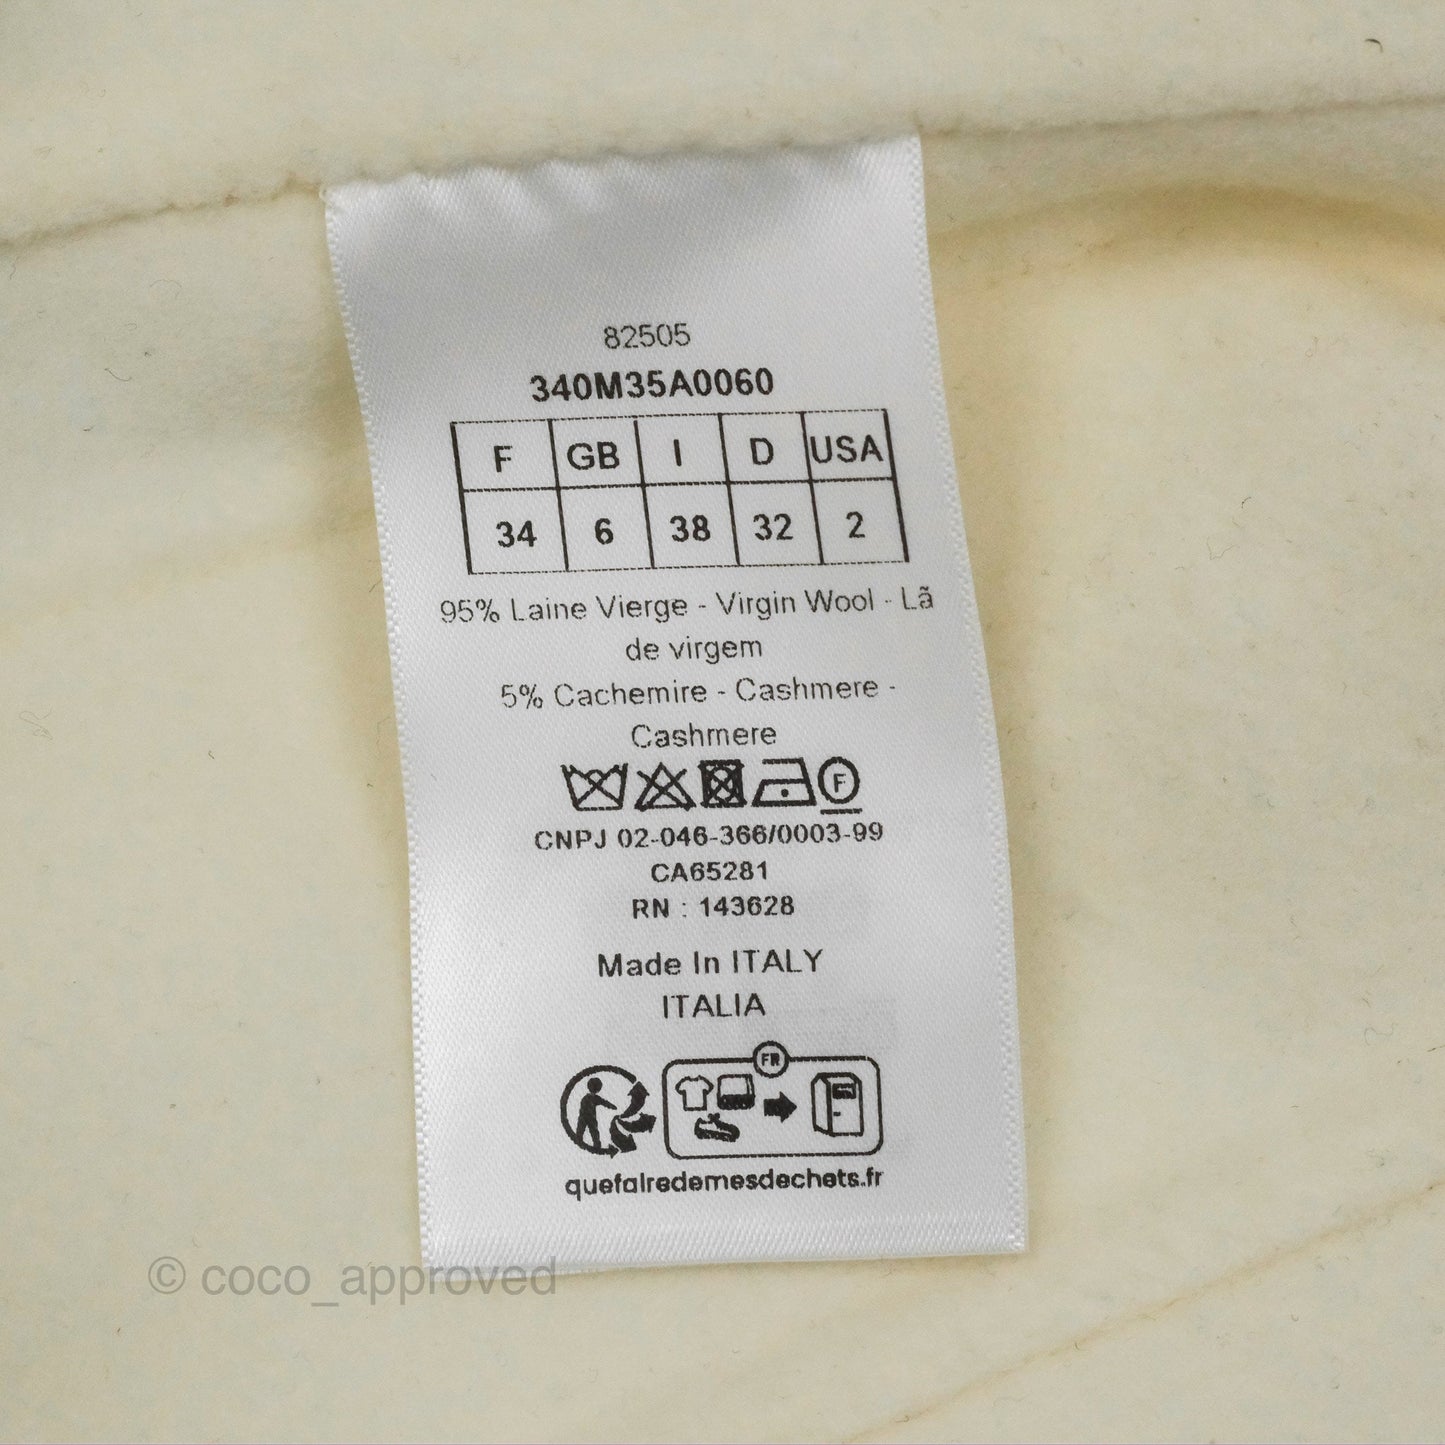 82505
340M35A0060
F GB I D USA
34 6 38 32 2
95% Laine Vierge - Virgin Wool - Lã
de virgem
5% Cachemire - Cashmere -
Cashmere
F
CNPJ 02-046-366/0003-99
CA65281
RN : 143628
Made In ITALY
ITALIA
FR
quefairedemesdechets.fr
© coco_approved